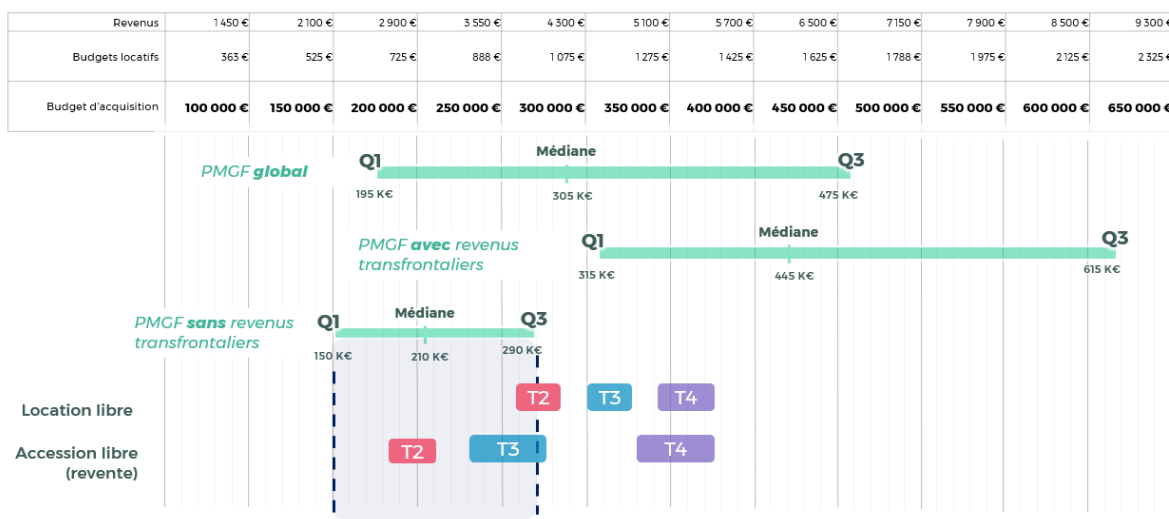 Revenus 1 450 € 2 100 € 2 900 € 3 550 € 4 300 € 5 100 € 5 700 € 6 500 € 7 150 € 7 900 € 8 500 € 9 300 €
Budgets locatifs 363 € 525 € 725 € 888 € 1 075 € 1 275 € 1 425 € 1 625 € 1 788 € 1 975 € 2 125 € 2 325 €
Budget d'acquisition 100 000 € 150 000 € 200 000 € 250 000 € 300 000 € 350 000 € 400 000 € 450 000 € 500 000 € 550 000 € 600 000 € 650 000 €
PMGF global Q1 Médiane Q3
195 K€ 305 K€ 475 K€
PMGF avec revenus
transfrontaliers
Q1 Médiane Q3
315 K€ 445 K€ 615 K€
PMGF sans revenus
transfrontaliers
Q1 Médiane Q3
150 K€ 210 K€ 290 K€
Location libre T2 T3 T4
Accession libre
(revente)
T2 T3 T4